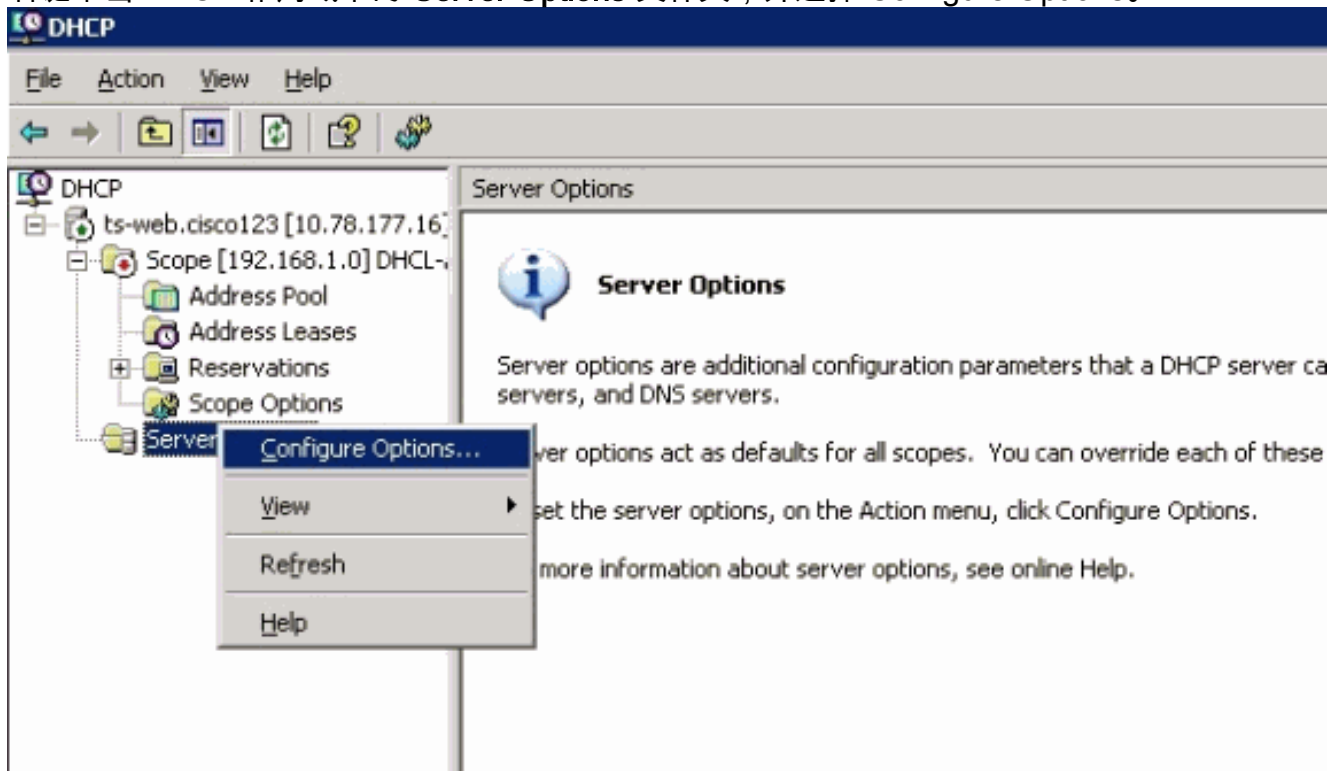 Server Options
Configure Options。
DHCP
File Action View Help
DHCP
Server Options
ts-web.cisco123 [10.78.177.16]
Scope [192.168.1.0] DHCL-
Address Pool
Address Leases
Reservations
Scope Options
Server
Configure Options...
View
Refresh
Help
Server Options
Server options are additional configuration parameters that a DHCP server ca
servers, and DNS servers.
ver options act as defaults for all scopes. You can override each of these
set the server options, on the Action menu, click Configure Options.
more information about server options, see online Help.